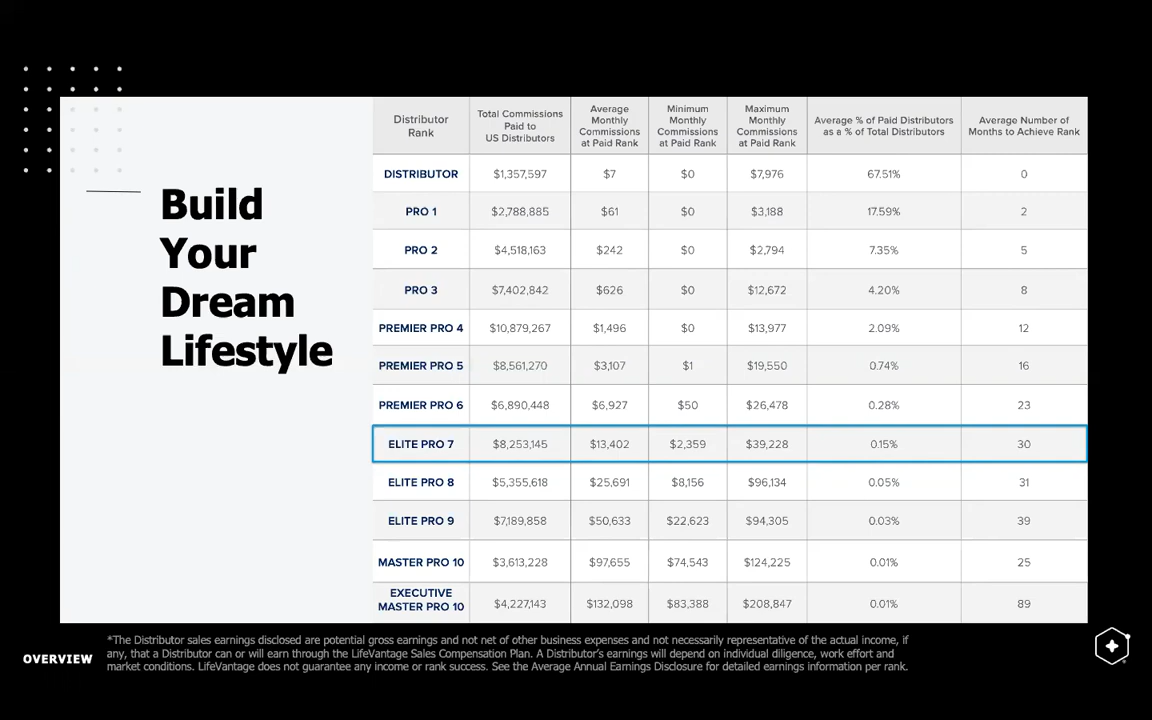 Build
Your
Dream
Lifestyle
Distributor Rank | Total Commissions Paid to US Distributors | Average Monthly Commissions at Paid Rank | Minimum Monthly Commissions at Paid Rank | Maximum Monthly Commissions at Paid Rank | Average % of Paid Distributors as a % of Total Distributors | Average Number of Months to Achieve Rank
DISTRIBUTOR $1,357,597 $7 $0 $7,976 67.51% 0
PRO 1 $2,788,885 $61 $0 $3,188 17.59% 2
PRO 2 $4,518,163 $242 $0 $2,794 7.35% 5
PRO 3 $7,402,842 $626 $0 $12,672 4.20% 8
PREMIER PRO 4 $10,879,267 $1,496 $0 $13,977 2.09% 12
PREMIER PRO 5 $8,561,270 $3,107 $1 $19,550 0.74% 16
PREMIER PRO 6 $6,890,448 $6,927 $50 $26,478 0.28% 23
ELITE PRO 7 $8,253,145 $13,402 $2,359 $39,228 0.15% 30
ELITE PRO 8 $5,355,618 $25,691 $8,156 $96,134 0.05% 31
ELITE PRO 9 $7,189,858 $50,633 $22,623 $94,305 0.03% 39
MASTER PRO 10 $3,613,228 $97,655 $74,543 $124,225 0.01% 25
EXECUTIVE MASTER PRO 10 $4,227,143 $132,098 $83,388 $208,847 0.01% 89
OVERVIEW
*The Distributor sales earnings disclosed are potential gross earnings and not net of other business expenses and not necessarily representative of the actual income, if
any, that a Distributor can or will earn through the LifeVantage Sales Compensation Plan. A Distributor's earnings will depend on individual diligence, work effort and
market conditions. LifeVantage does not guarantee any income or rank success. See the Average Annual Earnings Disclosure for detailed earnings information per rank.